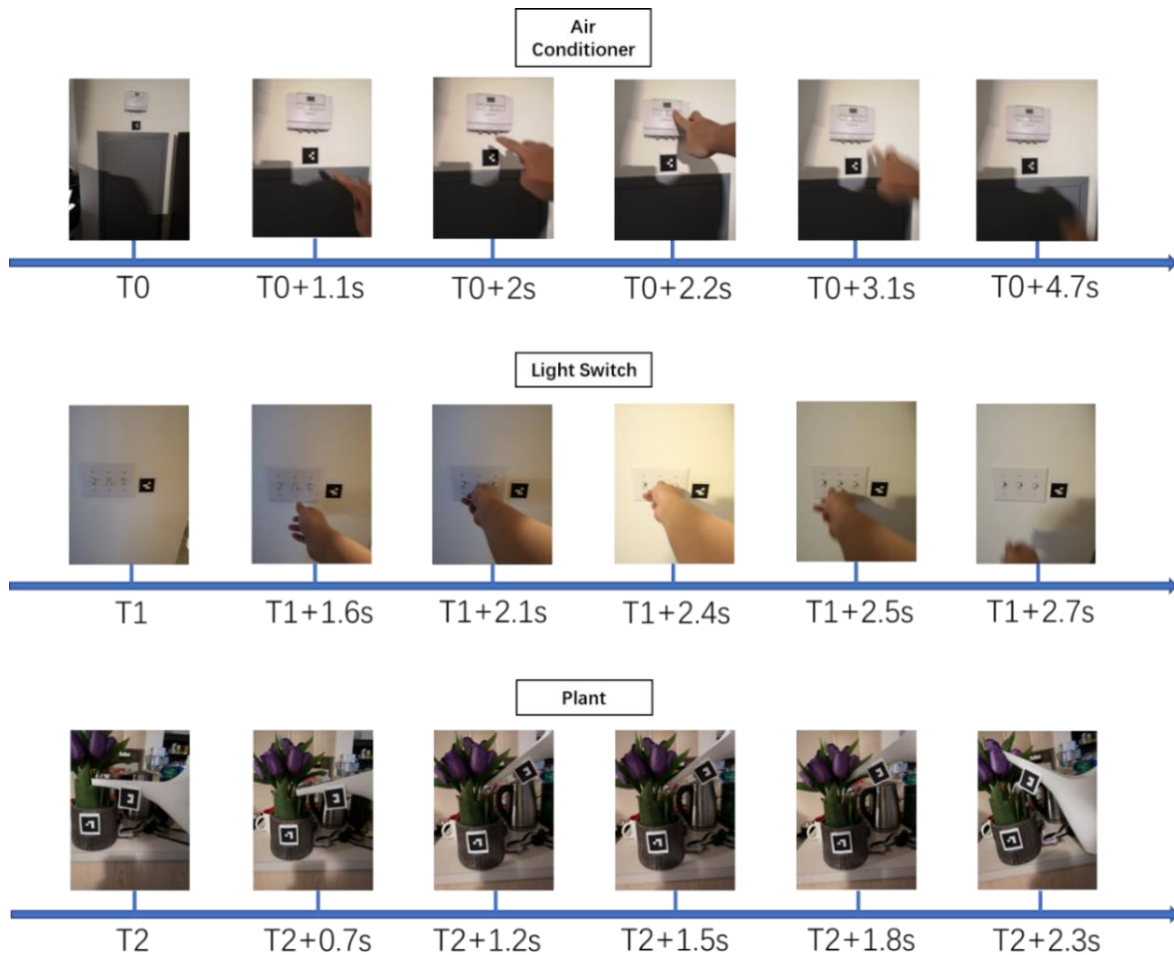 Air
Conditioner
T0
T0+1.1s
T0+2s
T0+2.2s
T0+3.1s
T0+4.7s
Light Switch
T1
T1+1.6s
T1+2.1s
T1+2.4s
T1+2.5s
T1+2.7s
Plant
T2
T2+0.7s
T2+1.2s
T2+1.5s
T2+1.8s
T2+2.3s